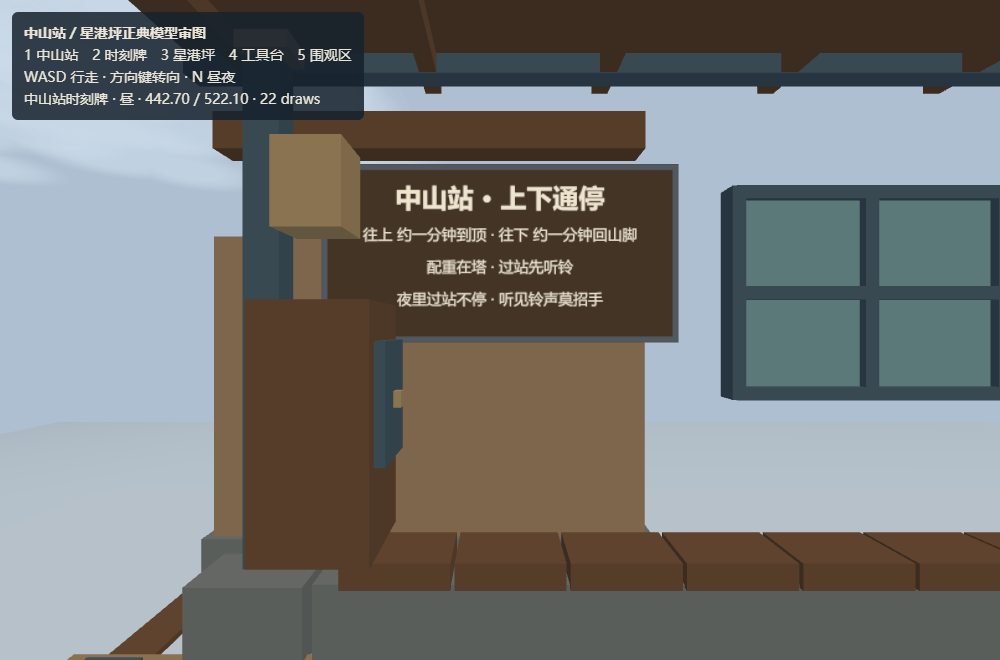 中山站 / 星港坪正典模型审图
1 中山站 2 时刻牌 3 星港坪 4 工具台 5 围观区
WASD 行走 · 方向键转向 · N 昼夜
中山站时刻牌 · 昼 · 442.70 / 522.10 · 22 draws
中山站 · 上下通停
往上 约一分钟到顶 · 往下 约一分钟回山脚
配重在塔 · 过站先听铃
夜里过站不停 · 听见铃声莫招手